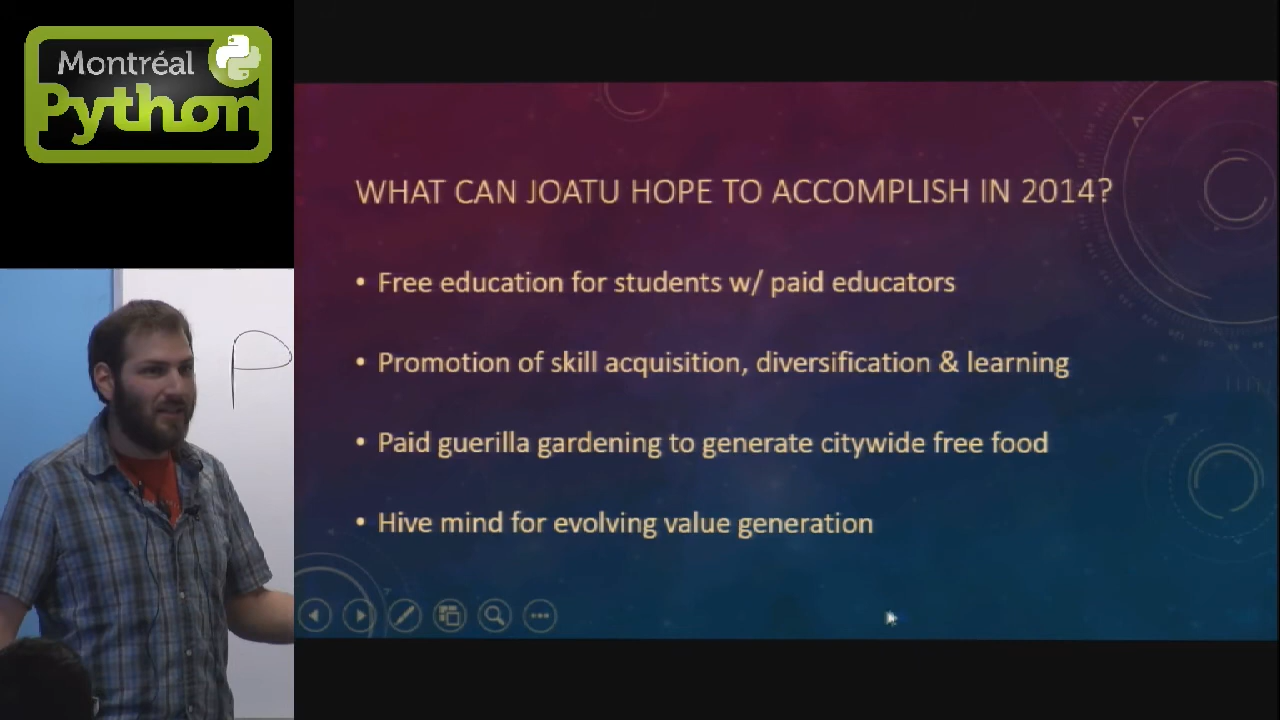 Montréal
Python
P
WHAT CAN JOATU HOPE TO ACCOMPLISH IN 2014?
• Free education for students w/ paid educators
• Promotion of skill acquisition, diversification & learning
• Paid guerilla gardening to generate citywide free food
• Hive mind for evolving value generation